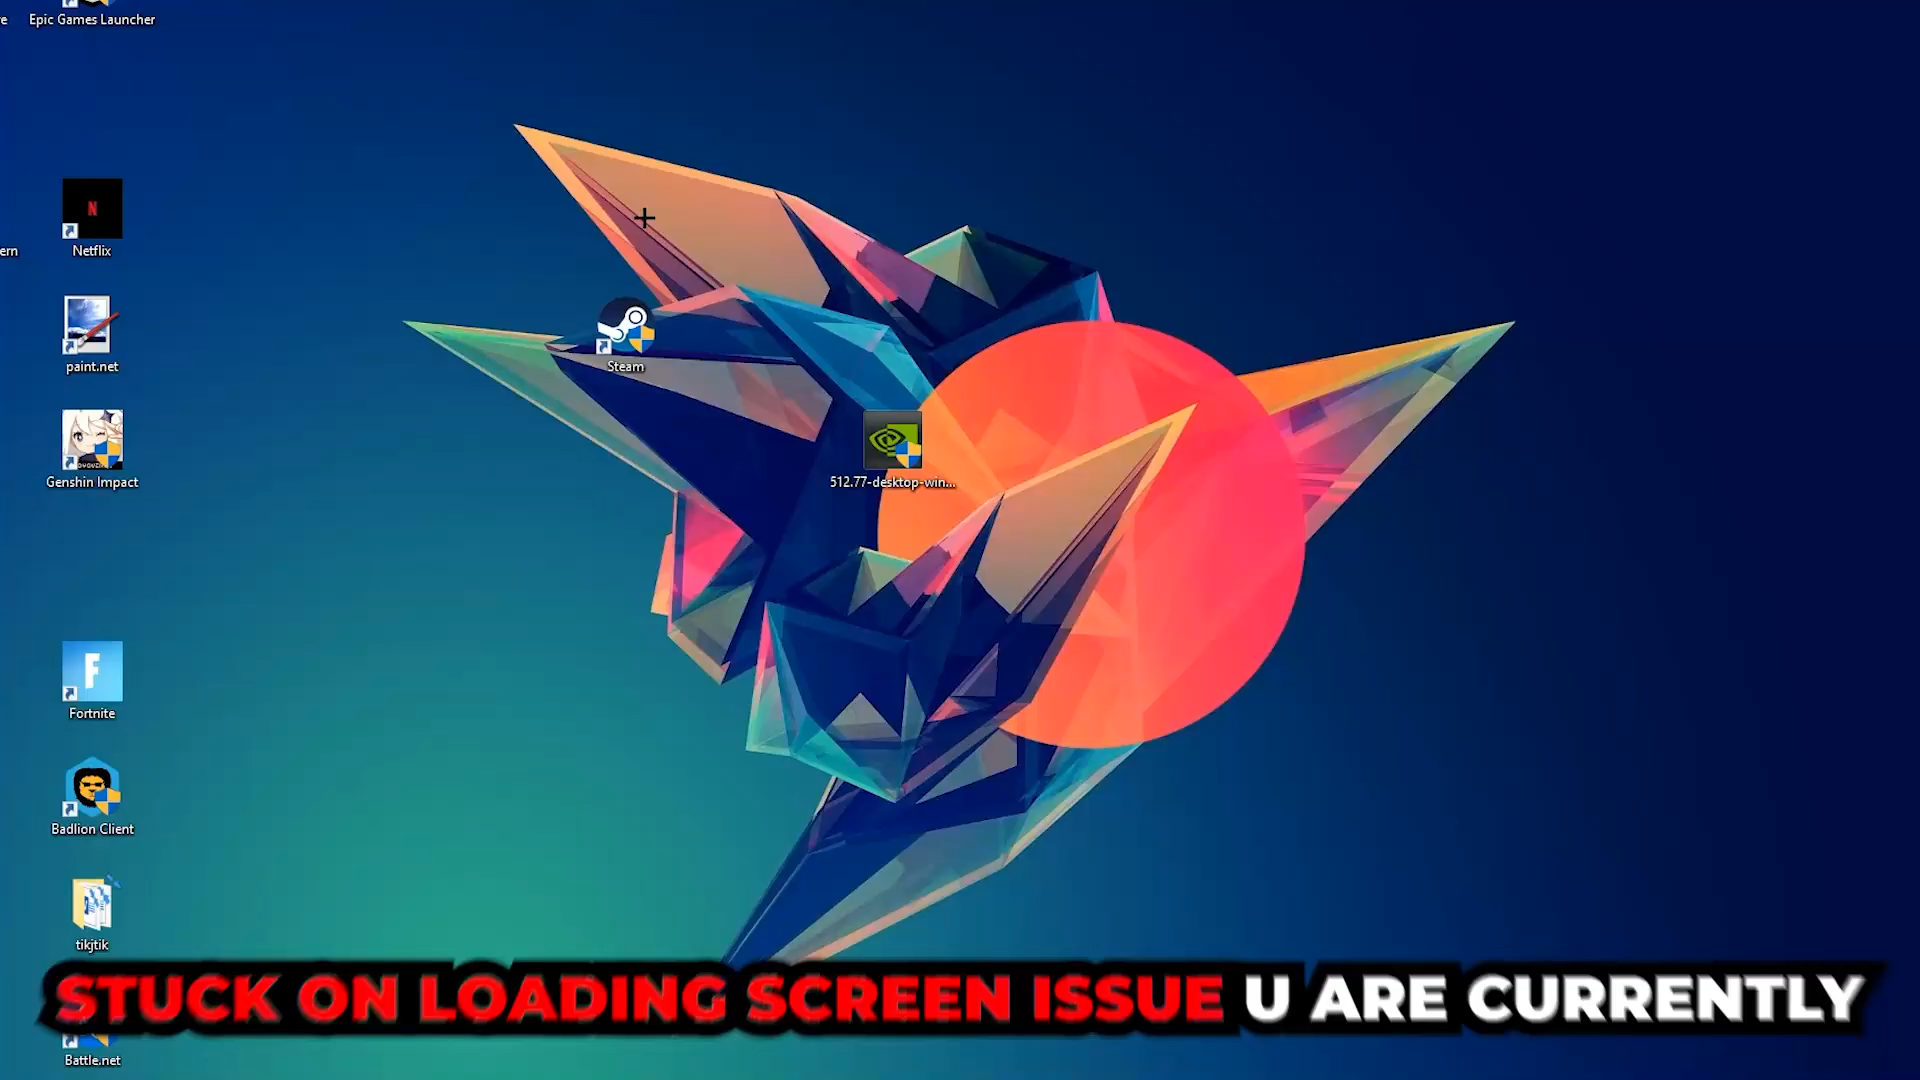 Epic Games Launcher
N
Netflix
ern
paint.net
Steam
Genshin Impact
512.77-desktop-win...
F
Fortnite
Badlion Client
tikjtik
STUCK ON LOADING SCREEN ISSUE U ARE CURRENTLY
Battle.net